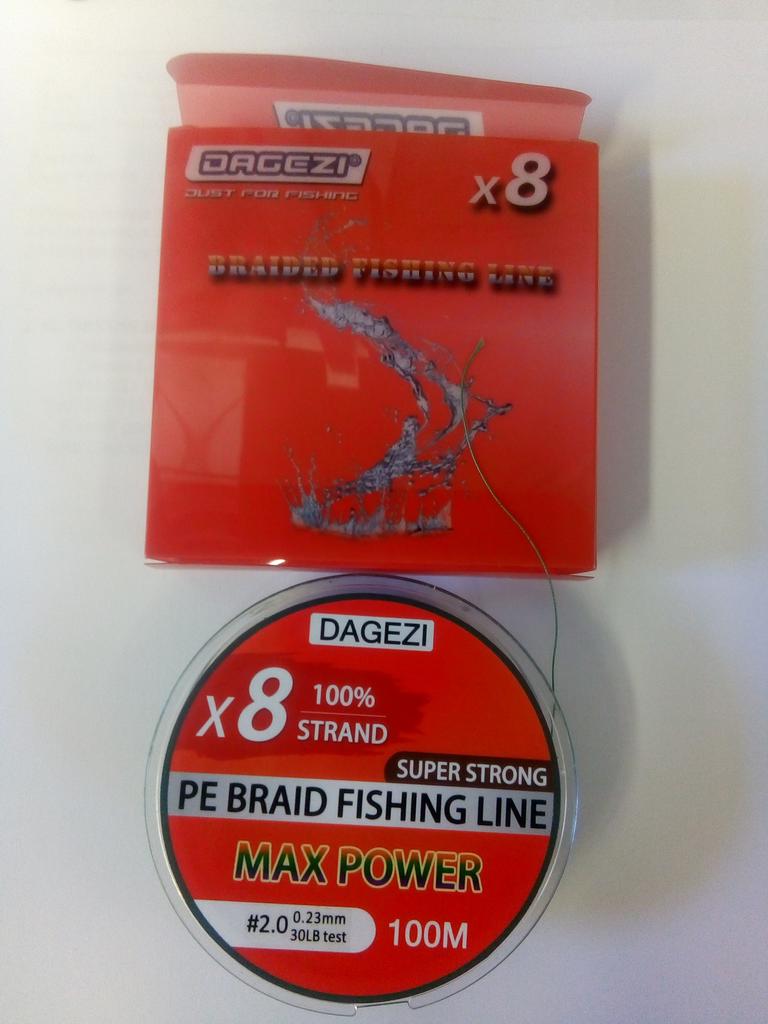 DAGEZI®
DAGEZI®
JUST FOR FISHING
x8
BRAIDED FISHING LINE
DAGEZI
x8
100%
STRAND
SUPER STRONG
PE BRAID FISHING LINE
MAX POWER
#2.0 0.23mm
30LB test
100M